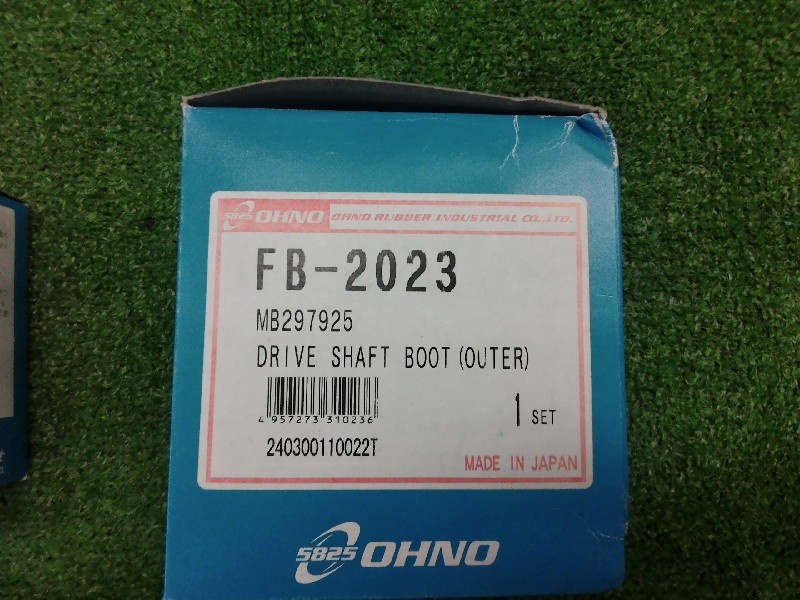 5825 OHNO OHNO RUBBER INDUSTRIAL CO.,LTD.
FB-2023
MB297925
DRIVE SHAFT BOOT(OUTER)
4 957273 310236
1 SET
240300110022T
MADE IN JAPAN
5825 OHNO